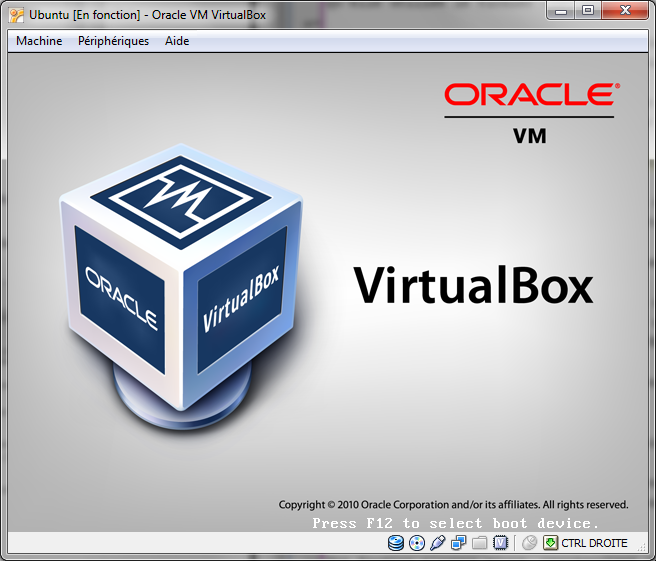 Ubuntu [En fonction] - Oracle VM VirtualBox
Machine Périphériques Aide
ORACLE®
VM
ORACLE
VirtualBox
VirtualBox
Copyright © 2010 Oracle Corporation and/or its affiliates. All rights reserved.
Press F12 to select boot device.
CTRL DROITE